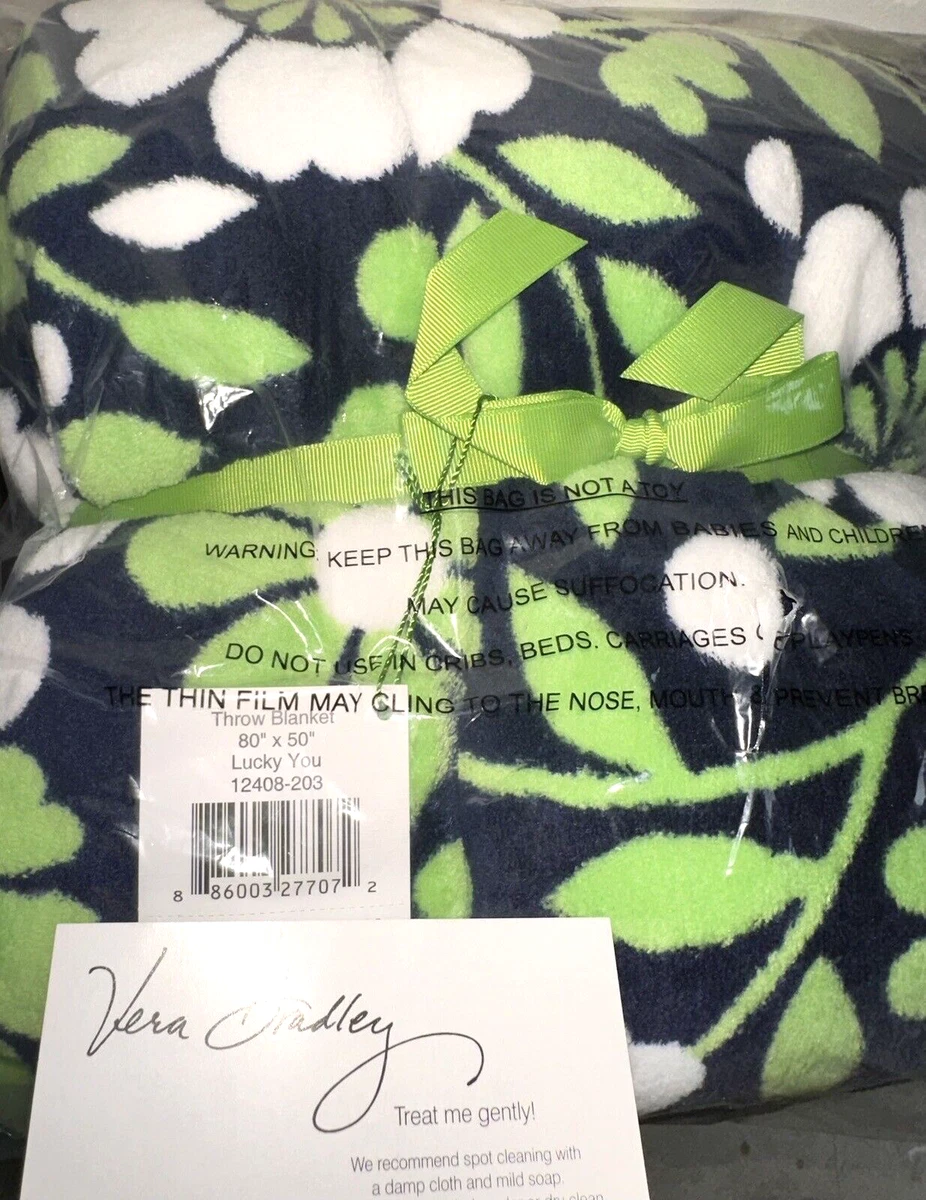 THIS BAG IS NOT A TOY
WARNING: KEEP THIS BAG AWAY FROM BABIES AND CHILDREN
MAY CAUSE SUFFOCATION.
DO NOT USE IN CRIBS, BEDS. CARRIAGES PLAYPENS
THE THIN FILM MAY CLING TO THE NOSE, MOUTH & PREVENT BR
Throw Blanket
80" x 50"
Lucky You
12408-203
8 86003 27707 2
Vera Bradley
Treat me gently!
We recommend spot cleaning with
a damp cloth and mild soap.
dry clean